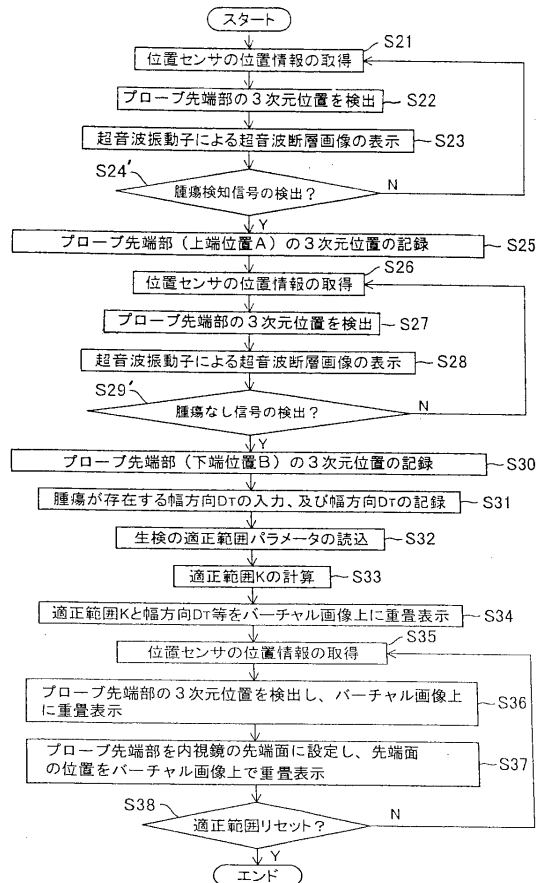 スタート
S21
位置センサの位置情報の取得
プローブ先端部の3次元位置を検出
S22
超音波振動子による超音波断層画像の表示
S23
S24'
腫瘍検知信号の検出?
N
Y
プローブ先端部(上端位置A)の3次元位置の記録
S25
S26
位置センサの位置情報の取得
プローブ先端部の3次元位置を検出
S27
超音波振動子による超音波断層画像の表示
S28
S29'
腫瘍なし信号の検出?
N
Y
プローブ先端部(下端位置B)の3次元位置の記録
S30
腫瘍が存在する幅方向DTの入力、及び幅方向DTの記録
S31
生検の適正範囲パラメータの読込
S32
適正範囲Kの計算
S33
適正範囲Kと幅方向DT等をバーチャル画像上に重畳表示
S34
S35
位置センサの位置情報の取得
プローブ先端部の3次元位置を検出し、バーチャル画像上
に重畳表示
S36
プローブ先端部を内視鏡の先端面に設定し、先端面
の位置をバーチャル画像上で重畳表示
S37
S38
適正範囲リセット?
N
Y
エンド